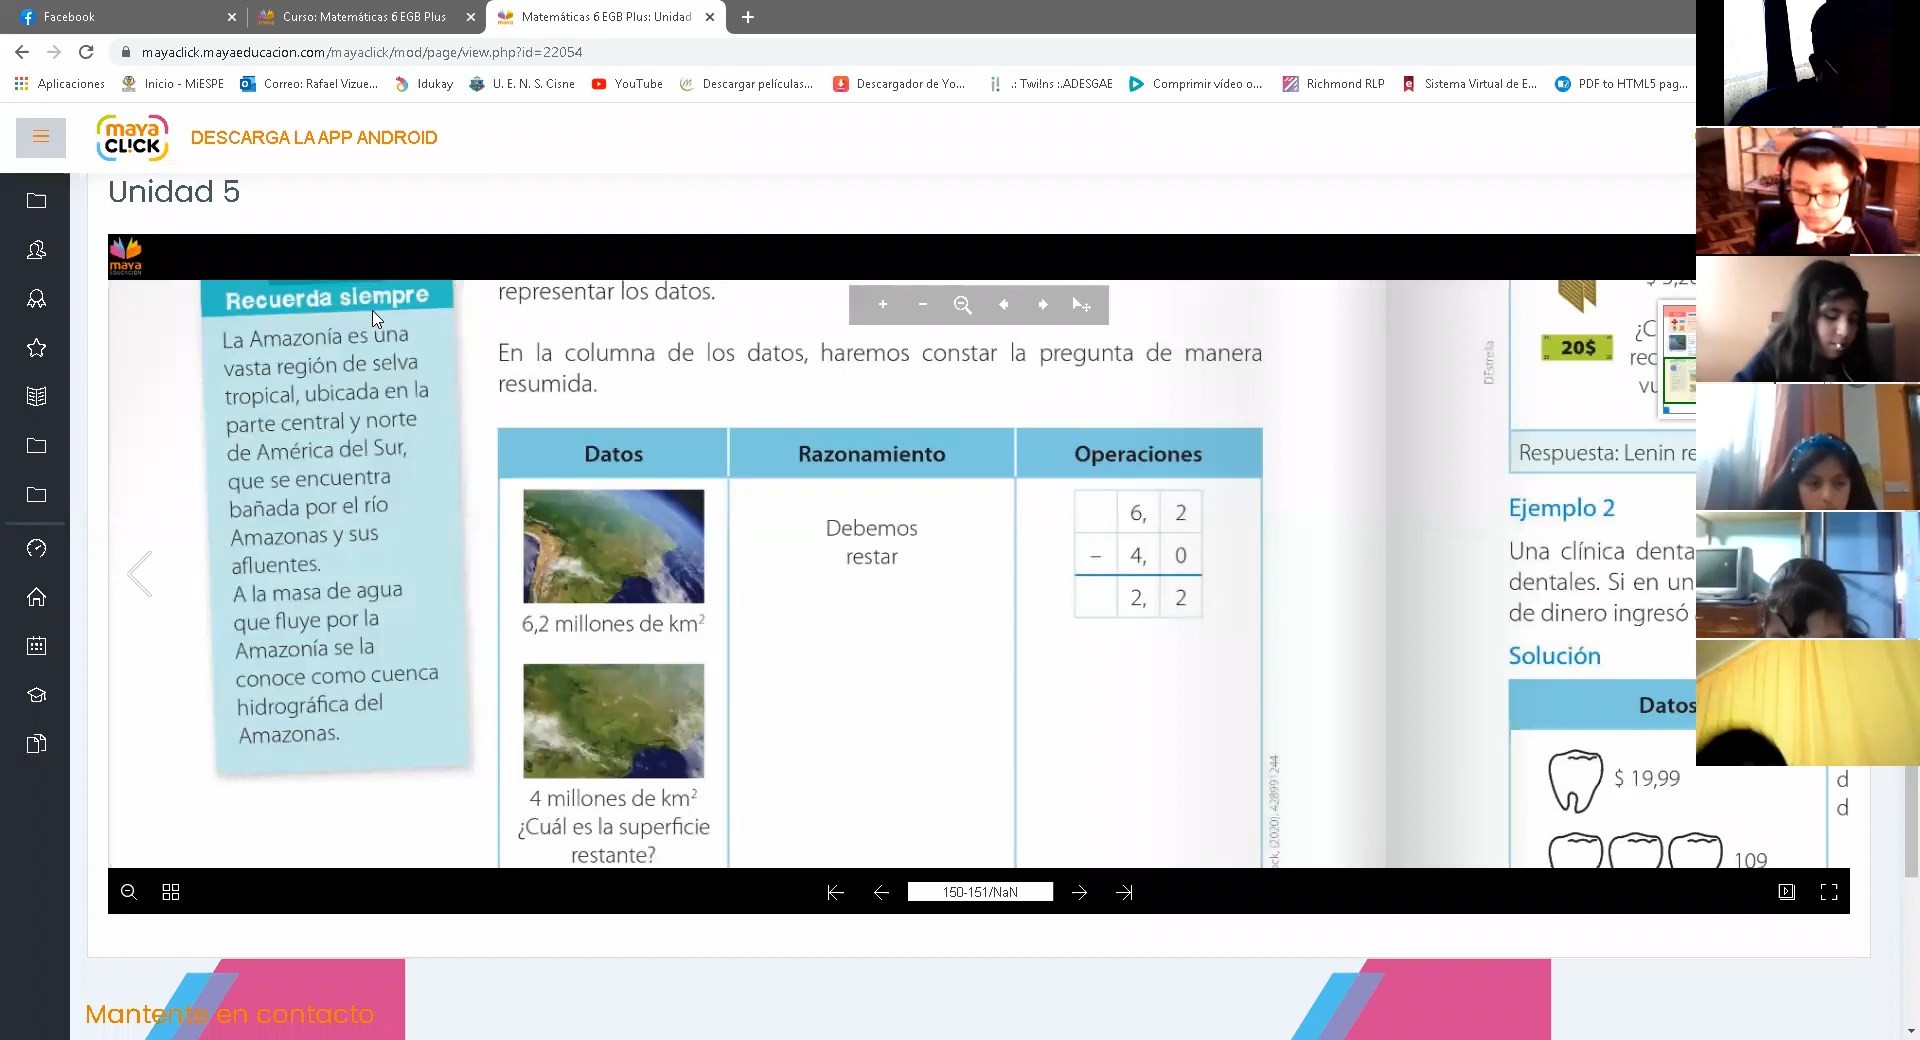 Facebook
Curso: Matemáticas 6 EGB Plus
Matemáticas 6 EGB Plus: Unidad
mayaclick.mayaeducacion.com/mayaclick/mod/page/view.php?id=22054
Aplicaciones
Inicio - MiESPE
Correo: Rafael Vizue...
Idukay
U. E. N. S. Cisne
YouTube
Descargar películas...
Descargador de Yo...
.: Twi!ns :.ADESGAE
Comprimir vídeo o...
Richmond RLP
Sistema Virtual de E...
PDF to HTML5 pag...
maya
CLICK
DESCARGA LA APP ANDROID
Unidad 5
maya
EDUCACIÓN
Recuerda siempre
La Amazonía es una
vasta región de selva
tropical, ubicada en la
parte central y norte
de América del Sur,
que se encuentra
bañada por el río
Amazonas y sus
afluentes.
A la masa de agua
que fluye por la
Amazonía se la
conoce como cuenca
hidrográfica del
Amazonas.
representar los datos.
En la columna de los datos, haremos constar la pregunta de manera
resumida.
Datos
Razonamiento
Operaciones
6,2 millones de km²
4 millones de km²
¿Cuál es la superficie
restante?
Debemos
restar
6, 2
– 4, 0
2, 2
DEstrella
20$
Respuesta: Lenin re
Ejemplo 2
Una clínica denta
dentales. Si en un
de dinero ingresó
Solución
Datos
$ 19,99
109
d
d
150-151/NaN
Mantente en contacto